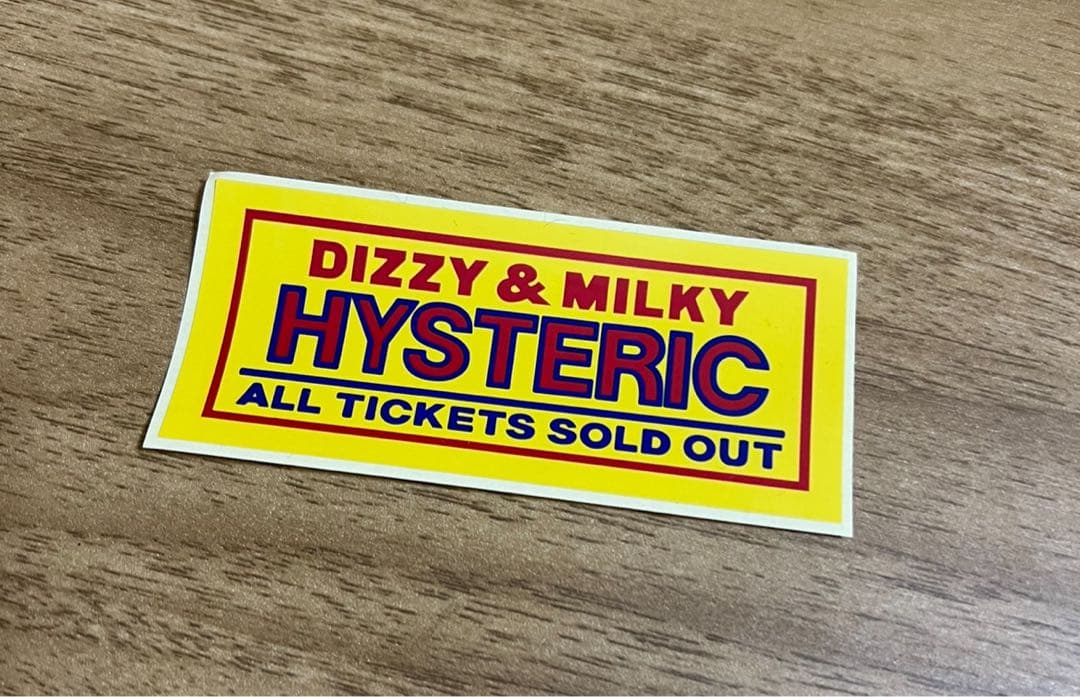 DIZZY & MILKY
HYSTERIC
ALL TICKETS SOLD OUT